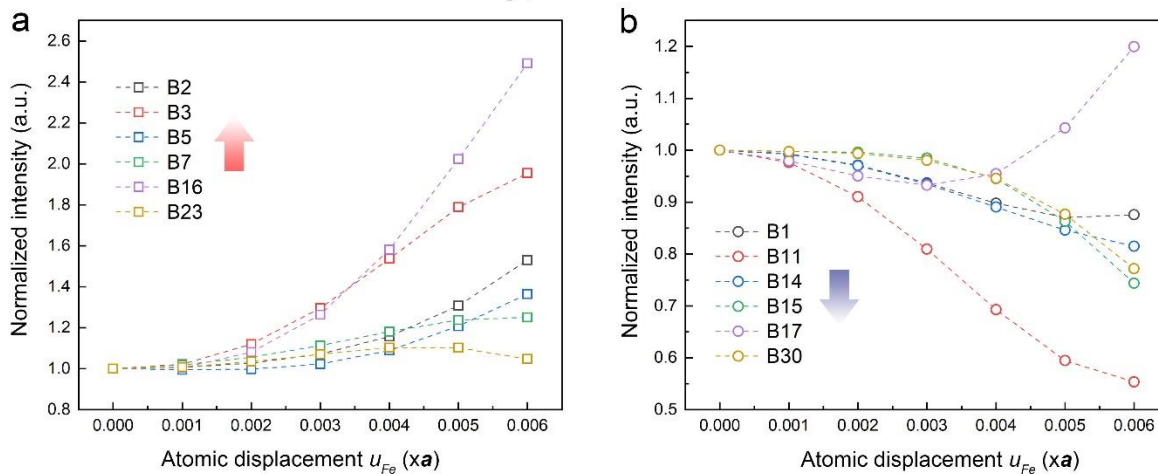 a
2.6
2.4
2.2
2.0
1.8
1.6
1.4
1.2
1.0
0.8
Normalized intensity (a.u.)
B2
B3
B5
B7
B16
B23
0.000 0.001 0.002 0.003 0.004 0.005 0.006
Atomic displacement u_Fe (xa)
b
1.2
1.1
1.0
0.9
0.8
0.7
0.6
0.5
Normalized intensity (a.u.)
B1
B11
B14
B15
B17
B30
0.000 0.001 0.002 0.003 0.004 0.005 0.006
Atomic displacement u_Fe (xa)